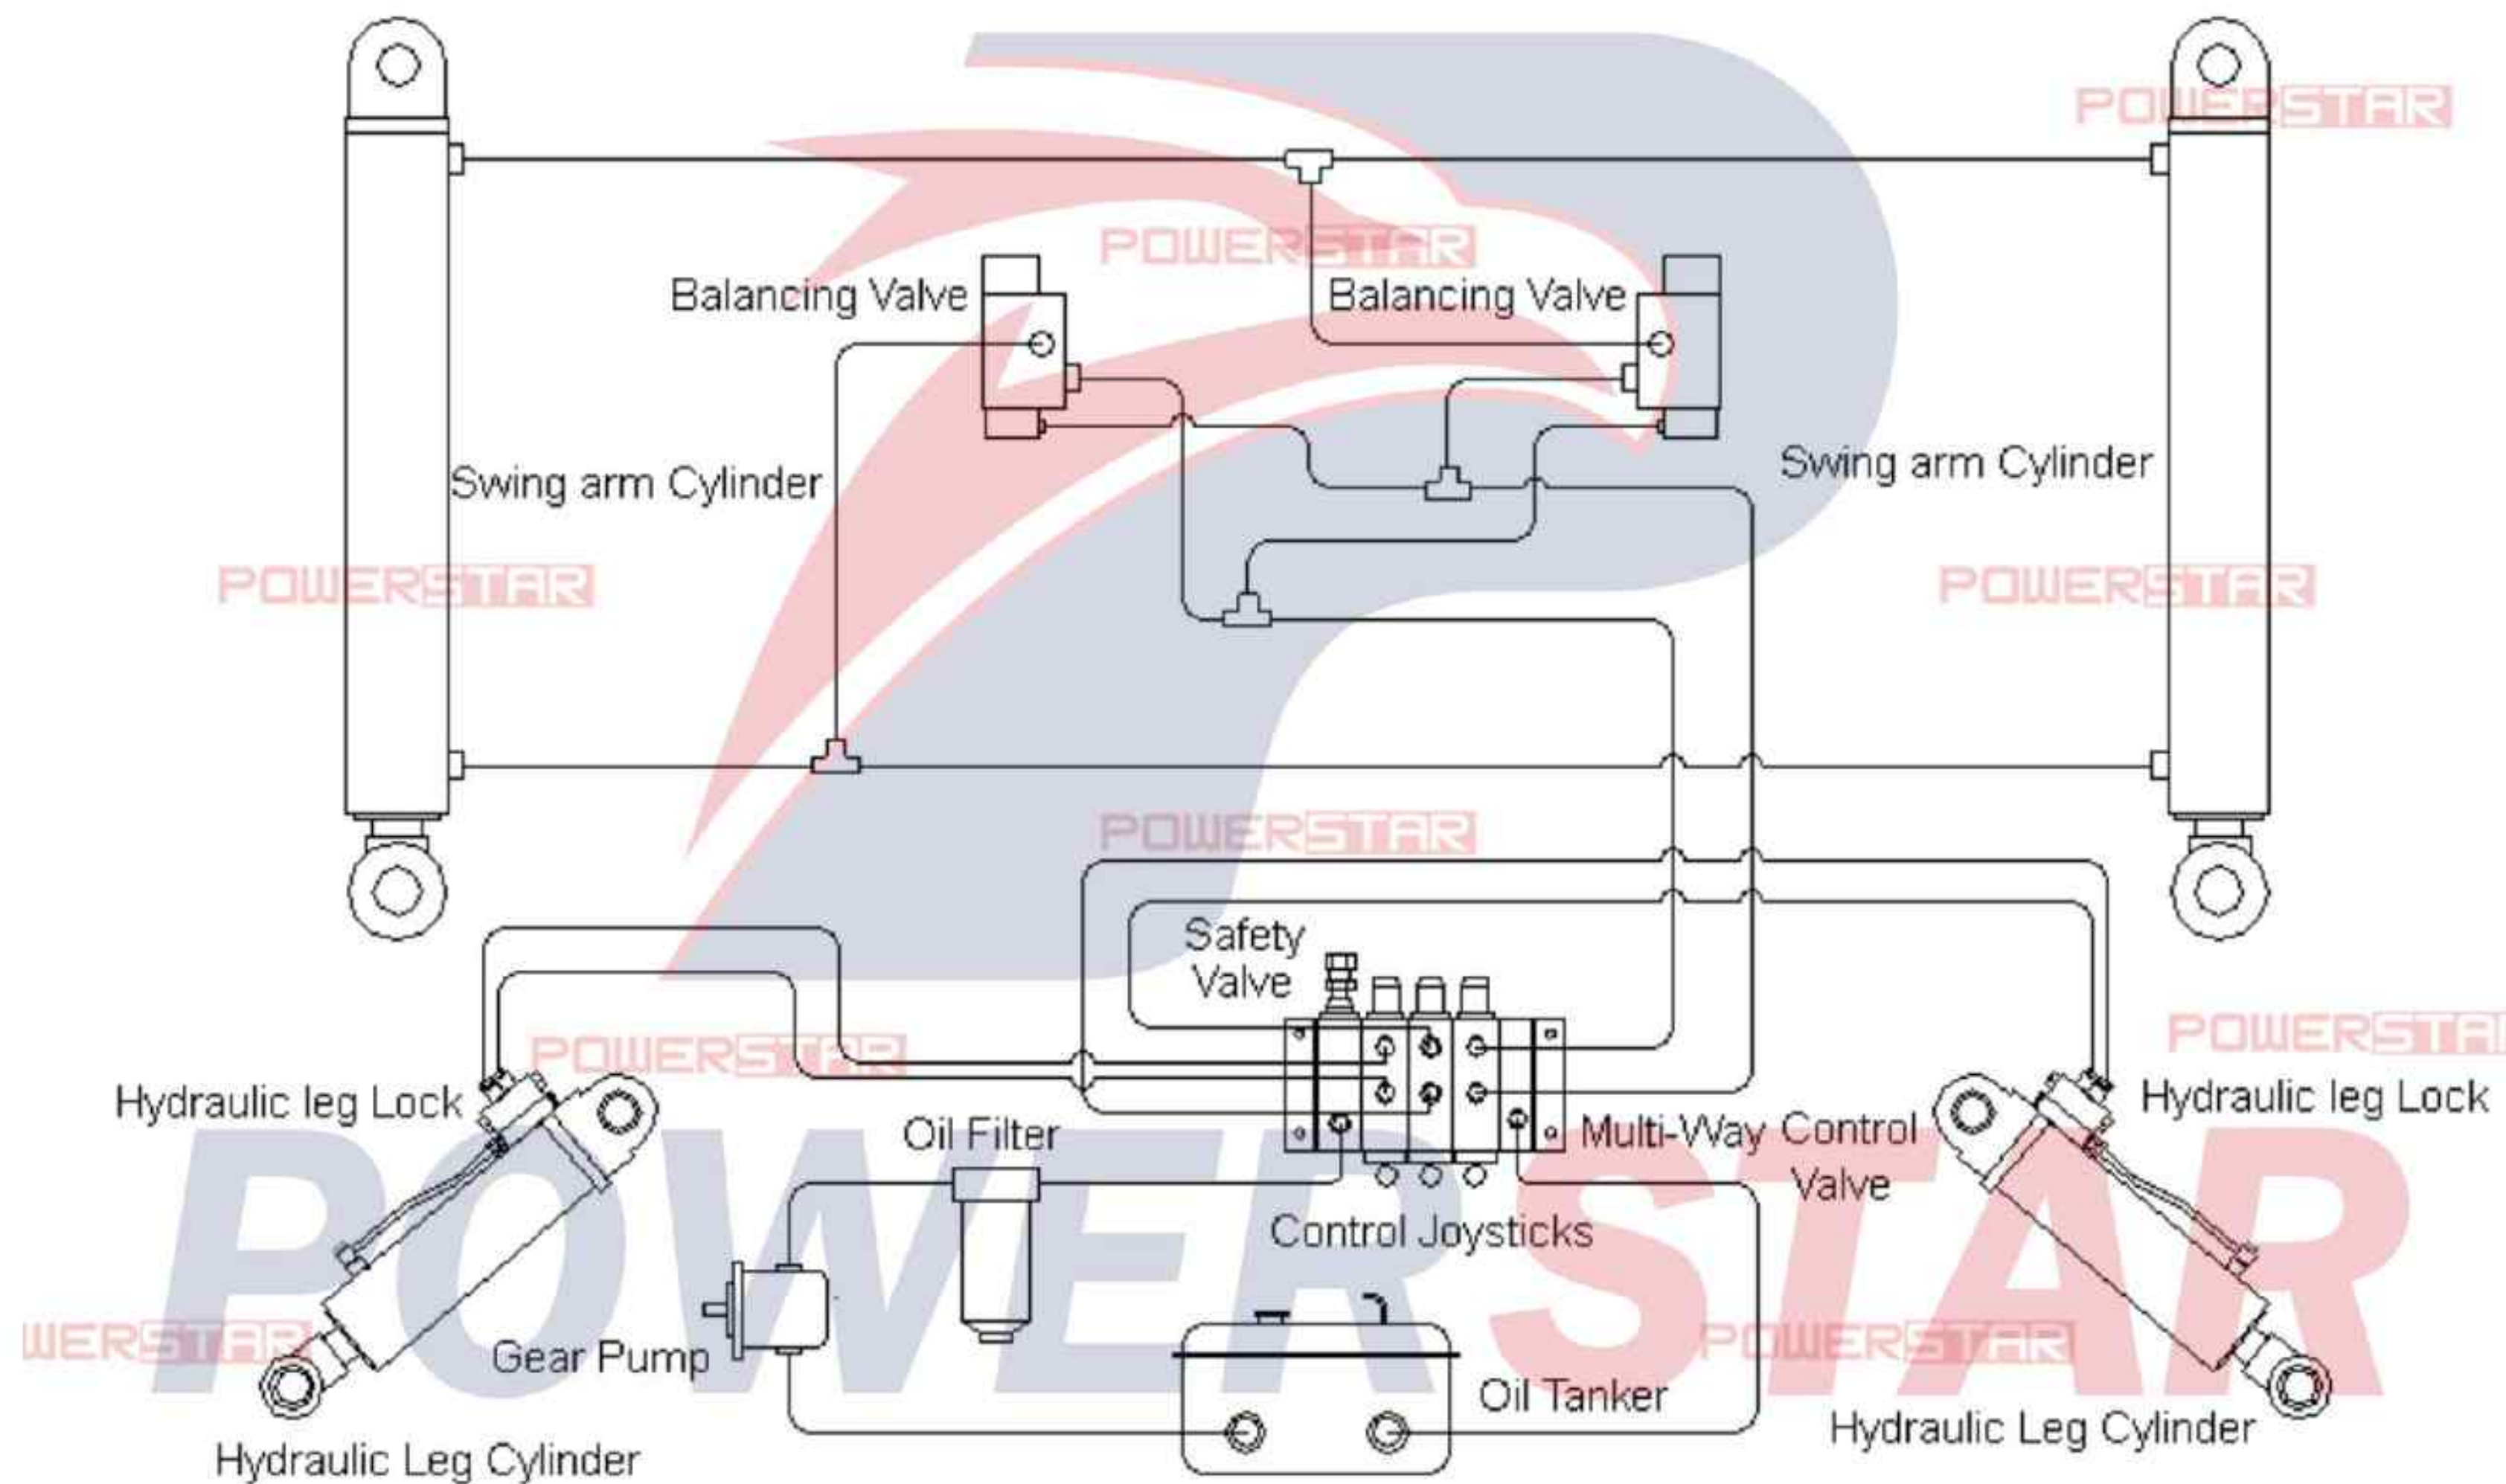 POWERSTAR
POWERSTAR
Balancing Valve
Balancing Valve
Swing arm Cylinder
Swing arm Cylinder
POWERSTAR
POWERSTAR
POWERSTAR
Safety
Valve
POWERSTAR
POWERSTA
Hydraulic leg Lock
Hydraulic leg Lock
Oil Filter
Multi-Way Control
Valve
Control Joysticks
POWERSTAR
WERSTAR
POWERSTAR
Gear Pump
Oil Tanker
Hydraulic Leg Cylinder
Hydraulic Leg Cylinder